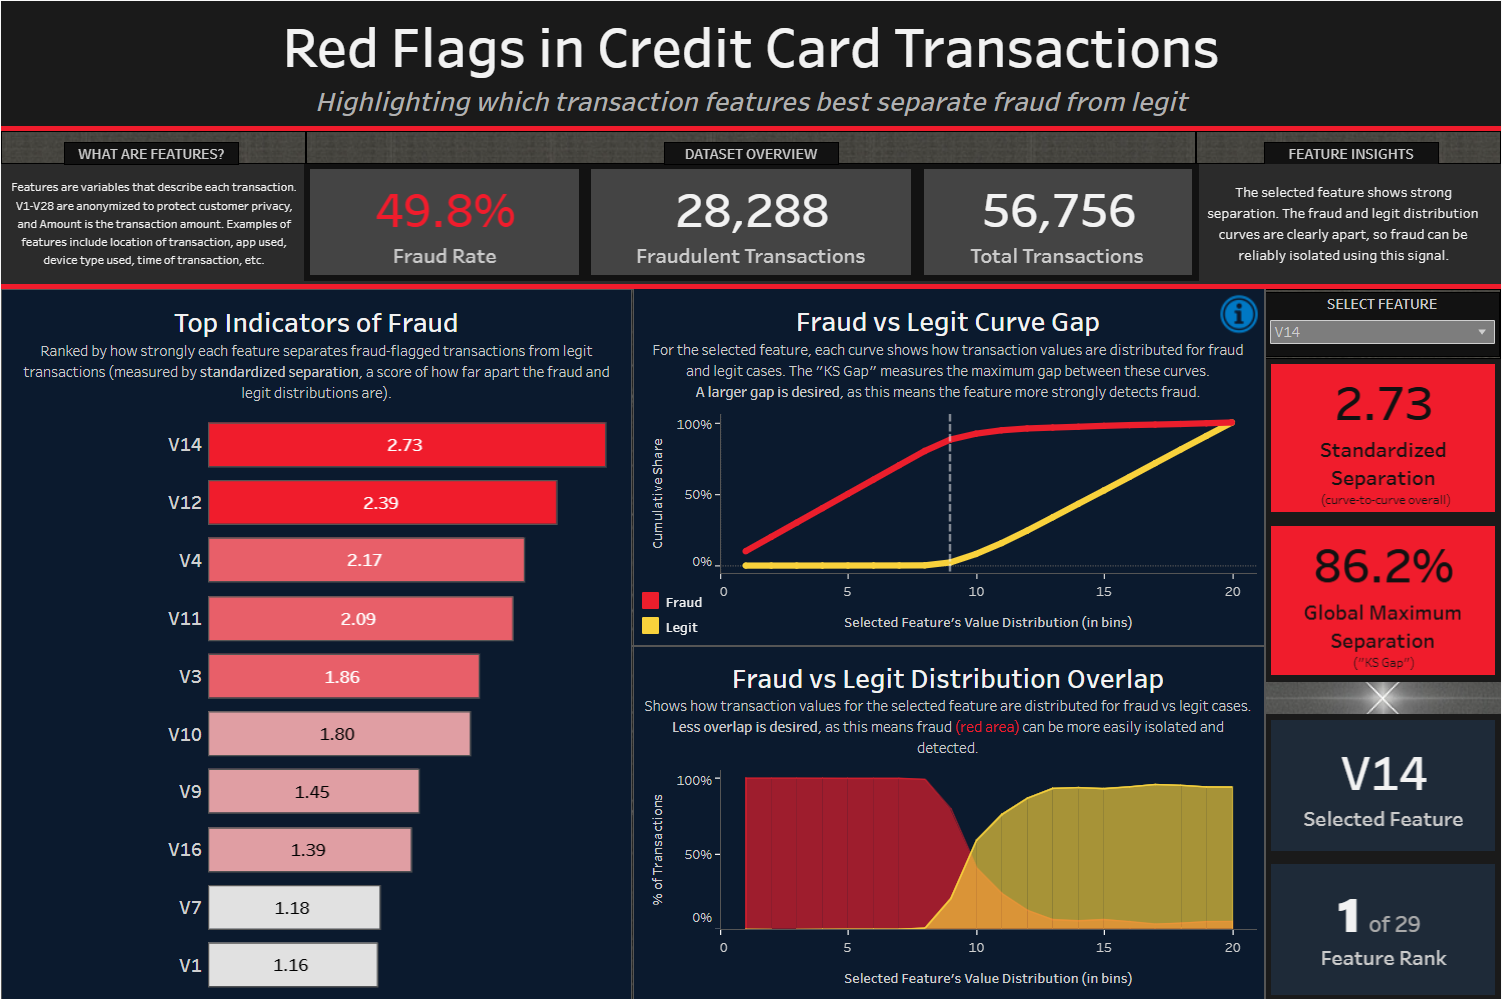 Red Flags in Credit Card Transactions
Highlighting which transaction features best separate fraud from legit
WHAT ARE FEATURES?
Features are variables that describe each transaction.
V1-V28 are anonymized to protect customer privacy,
and Amount is the transaction amount. Examples of
features include location of transaction, app used,
device type used, time of transaction, etc.
DATASET OVERVIEW
49.8%
Fraud Rate
28,288
Fraudulent Transactions
56,756
Total Transactions
FEATURE INSIGHTS
The selected feature shows strong
separation. The fraud and legit distribution
curves are clearly apart, so fraud can be
reliably isolated using this signal.
Top Indicators of Fraud
Ranked by how strongly each feature separates fraud-flagged transactions from legit
transactions (measured by standardized separation, a score of how far apart the fraud and
legit distributions are).
V14 2.73
V12 2.39
V4 2.17
V11 2.09
V3 1.86
V10 1.80
V9 1.45
V16 1.39
V7 1.18
V1 1.16
Fraud vs Legit Curve Gap
i
For the selected feature, each curve shows how transaction values are distributed for fraud
and legit cases. The "KS Gap" measures the maximum gap between these curves.
A larger gap is desired, as this means the feature more strongly detects fraud.
Cumulative Share
100%
50%
0%
0 5 10 15 20
Fraud
Legit
Selected Feature's Value Distribution (in bins)
Fraud vs Legit Distribution Overlap
Shows how transaction values for the selected feature are distributed for fraud vs legit cases.
Less overlap is desired, as this means fraud (red area) can be more easily isolated and
detected.
% of Transactions
100%
50%
0%
0 5 10 15 20
Selected Feature's Value Distribution (in bins)
SELECT FEATURE
V14
2.73
Standardized
Separation
(curve-to-curve overall)
86.2%
Global Maximum
Separation
("KS Gap")
V14
Selected Feature
1 of 29
Feature Rank